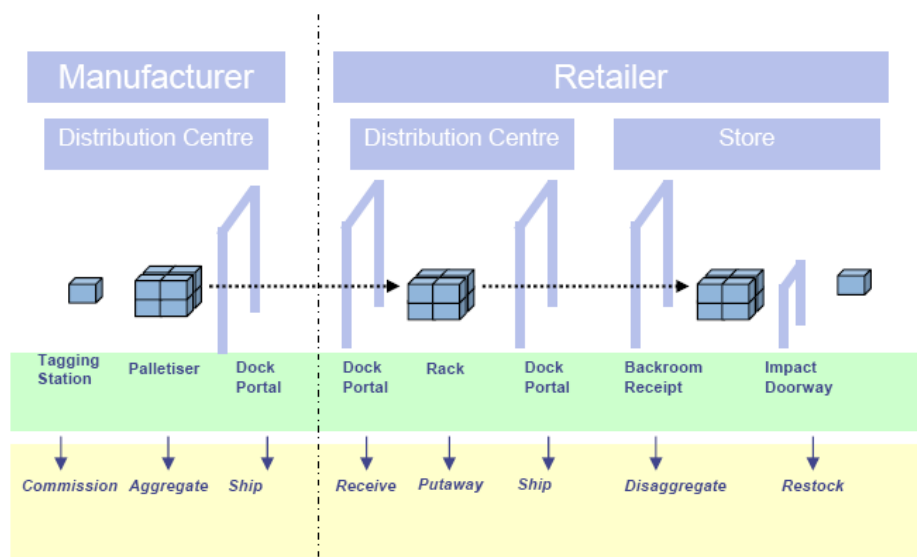 Manufacturer
Retailer
Distribution Centre
Distribution Centre
Store
Tagging
Station
Palletiser
Dock
Portal
Dock
Portal
Rack
Dock
Portal
Backroom
Receipt
Impact
Doorway
Commission
Aggregate
Ship
Receive
Putaway
Ship
Disaggregate
Restock